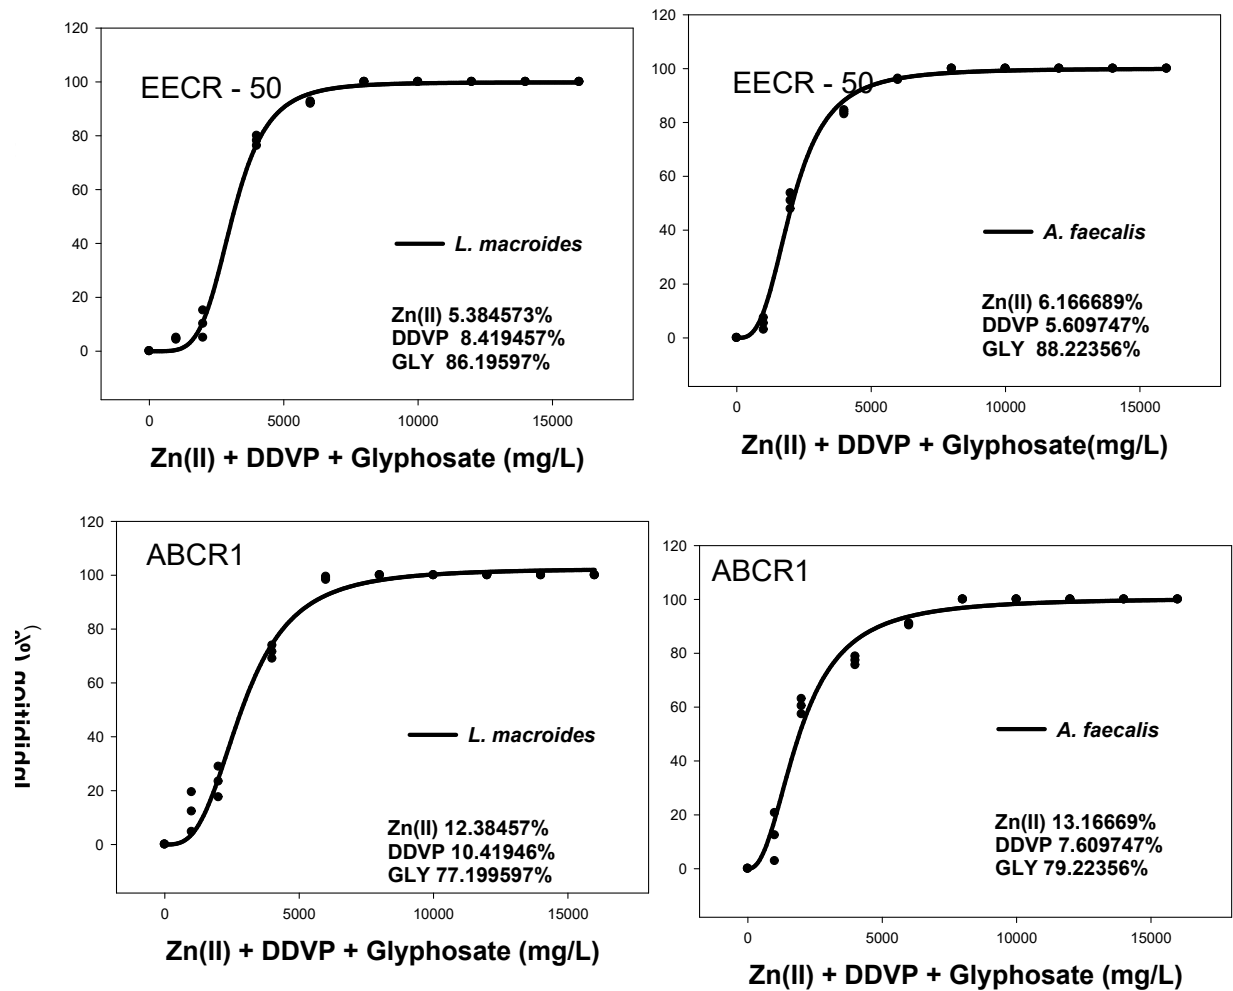 120
100
80
60
40
20
0
EECR - 50
L. macroides
Zn(II) 5.384573%
DDVP 8.419457%
GLY 86.19597%
0 5000 10000 15000
Zn(II) + DDVP + Glyphosate (mg/L)
120
100
80
60
40
20
0
EECR - 50
A. faecalis
Zn(II) 6.166689%
DDVP 5.609747%
GLY 88.22356%
0 5000 10000 15000
Zn(II) + DDVP + Glyphosate(mg/L)
120
100
80
60
40
20
0
ABCR1
L. macroides
Zn(II) 12.38457%
DDVP 10.41946%
GLY 77.199597%
0 5000 10000 15000
Zn(II) + DDVP + Glyphosate (mg/L)
120
100
80
60
40
20
0
ABCR1
A. faecalis
Zn(II) 13.16669%
DDVP 7.609747%
GLY 79.22356%
0 5000 10000 15000
Zn(II) + DDVP + Glyphosate (mg/L)